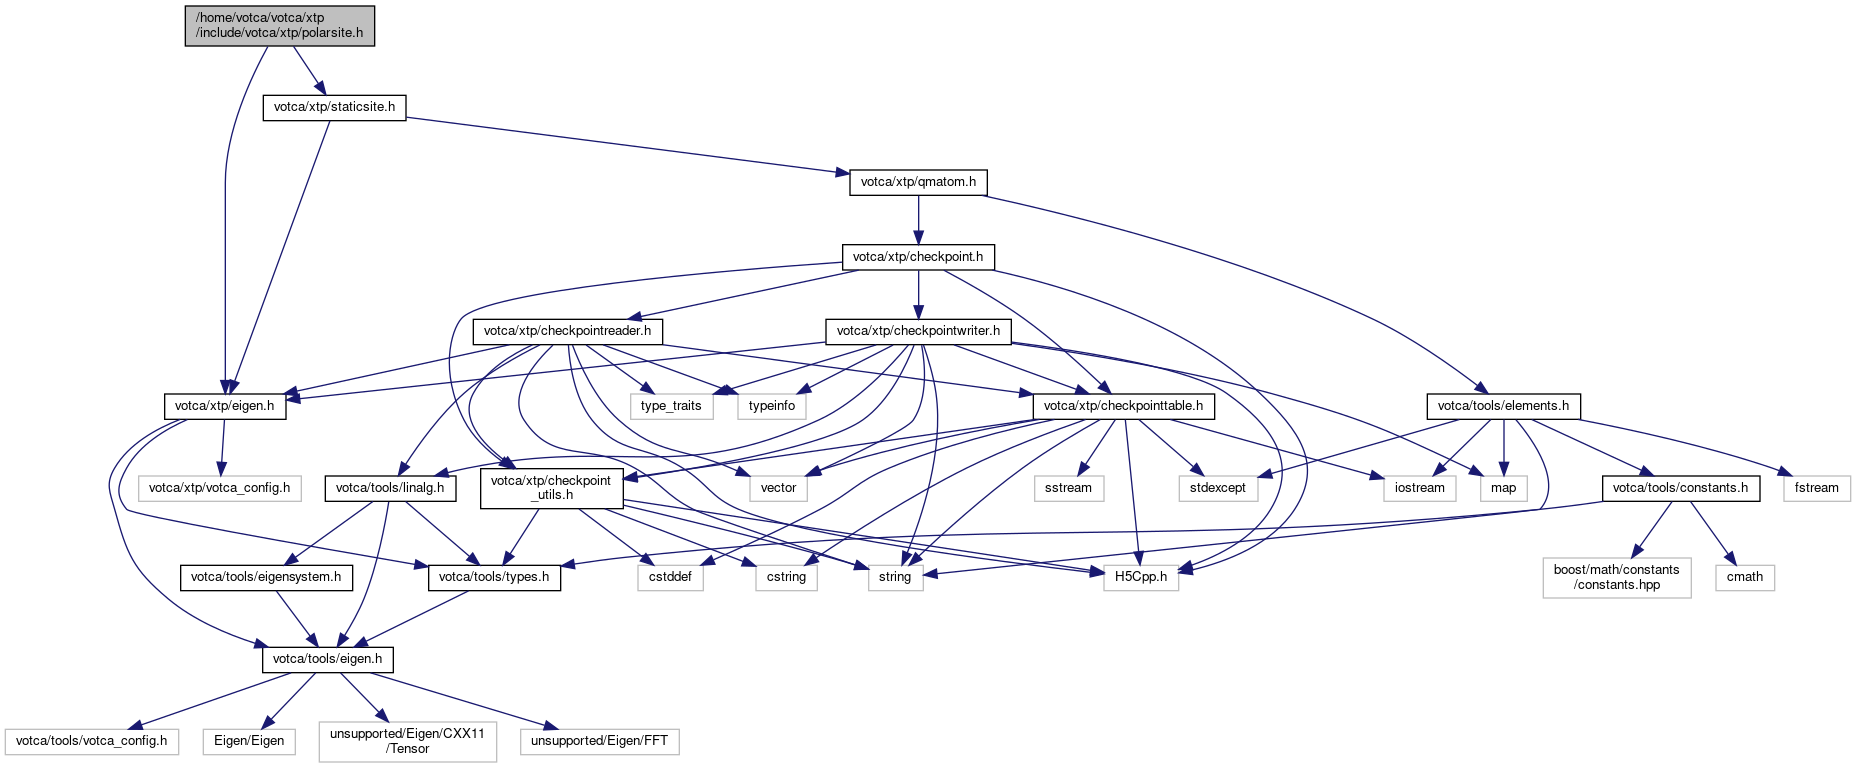 /home/votca/votca/xtp
/include/votca/xtp/polarsite.h
votca/xtp/staticsite.h
votca/xtp/qmatom.h
votca/xtp/checkpoint.h
votca/xtp/checkpointreader.h
votca/xtp/checkpointwriter.h
votca/xtp/eigen.h
type_traits
typeinfo
votca/xtp/checkpointtable.h
votca/tools/elements.h
votca/xtp/votca_config.h
votca/tools/linalg.h
votca/xtp/checkpoint
_utils.h
vector
sstream
stdexcept
iostream
map
votca/tools/constants.h
fstream
votca/tools/eigensystem.h
votca/tools/types.h
cstddef
cstring
string
H5Cpp.h
boost/math/constants
/constants.hpp
cmath
votca/tools/eigen.h
votca/tools/votca_config.h
Eigen/Eigen
unsupported/Eigen/CXX11
/Tensor
unsupported/Eigen/FFT